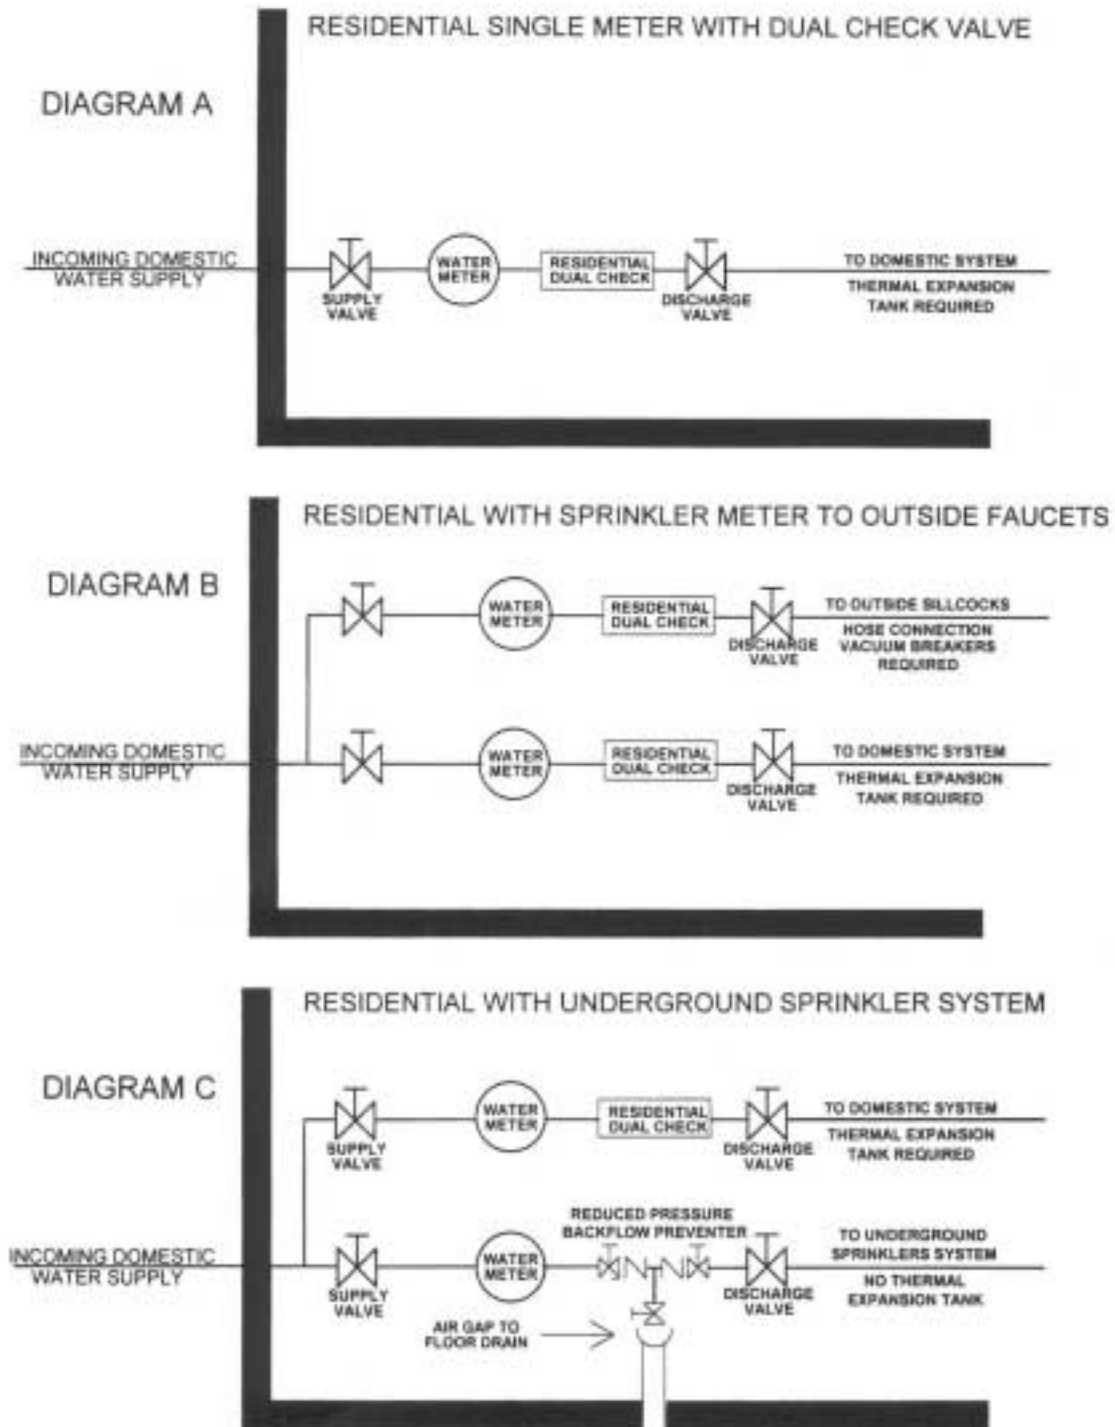 RESIDENTIAL SINGLE METER WITH DUAL CHECK VALVE
DIAGRAM A
INCOMING DOMESTIC
WATER SUPPLY
SUPPLY
VALVE
WATER
METER
RESIDENTIAL
DUAL CHECK
DISCHARGE
VALVE
TO DOMESTIC SYSTEM
THERMAL EXPANSION
TANK REQUIRED
RESIDENTIAL WITH SPRINKLER METER TO OUTSIDE FAUCETS
DIAGRAM B
WATER
METER
RESIDENTIAL
DUAL CHECK
DISCHARGE
VALVE
TO OUTSIDE SILLCOCKS
HOSE CONNECTION
VACUUM BREAKERS
REQUIRED
INCOMING DOMESTIC
WATER SUPPLY
WATER
METER
RESIDENTIAL
DUAL CHECK
DISCHARGE
VALVE
TO DOMESTIC SYSTEM
THERMAL EXPANSION
TANK REQUIRED
RESIDENTIAL WITH UNDERGROUND SPRINKLER SYSTEM
DIAGRAM C
SUPPLY
VALVE
WATER
METER
RESIDENTIAL
DUAL CHECK
DISCHARGE
VALVE
TO DOMESTIC SYSTEM
THERMAL EXPANSION
TANK REQUIRED
INCOMING DOMESTIC
WATER SUPPLY
SUPPLY
VALVE
WATER
METER
REDUCED PRESSURE
BACKFLOW PREVENTER
DISCHARGE
VALVE
TO UNDERGROUND
SPRINKLERS SYSTEM
NO THERMAL
EXPANSION TANK
AIR GAP TO
FLOOR DRAIN